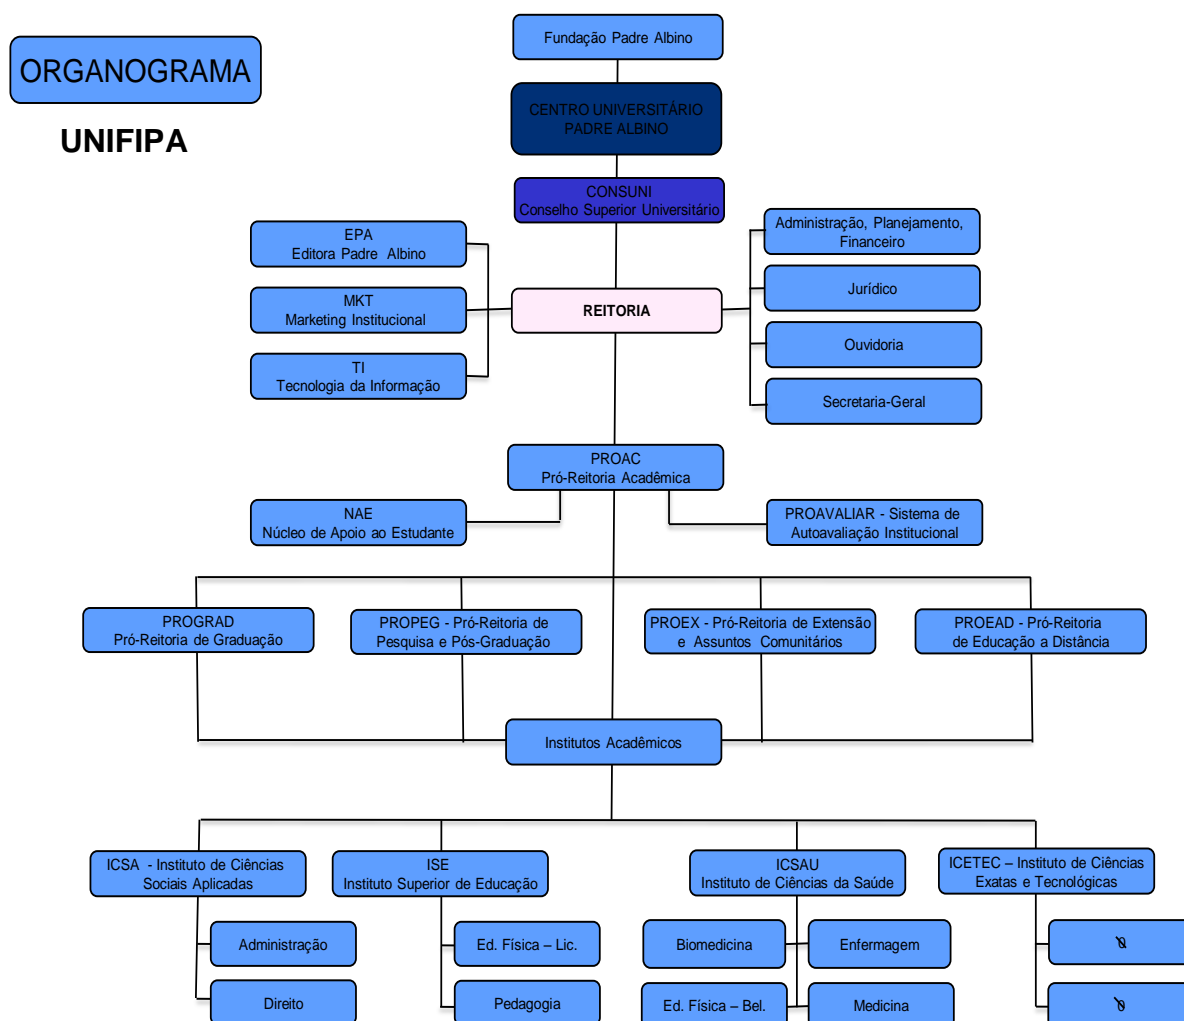 Fundação Padre Albino
ORGANOGRAMA
UNIFIPA
CENTRO UNIVERSITÁRIO
PADRE ALBINO
CONSUNI
Conselho Superior Universitário
EPA
Editora Padre Albino
MKT
Marketing Institucional
TI
Tecnologia da Informação
REITORIA
Administração, Planejamento,
Financeiro
Jurídico
Ouvidoria
Secretaria-Geral
PROAC
Pró-Reitoria Acadêmica
NAE
Núcleo de Apoio ao Estudante
PROAVALIAR - Sistema de
Autoavaliação Institucional
PROGRAD
Pró-Reitoria de Graduação
PROPEG - Pró-Reitoria de
Pesquisa e Pós-Graduação
PROEX - Pró-Reitoria de Extensão
e Assuntos Comunitários
PROEAD - Pró-Reitoria
de Educação a Distância
Institutos Acadêmicos
ICSA - Instituto de Ciências
Sociais Aplicadas
ISE
Instituto Superior de Educação
ICSAU
Instituto de Ciências da Saúde
ICETEC – Instituto de Ciências
Exatas e Tecnológicas
Administração
Direito
Ed. Física – Lic.
Pedagogia
Biomedicina
Enfermagem
Ed. Física – Bel.
Medicina